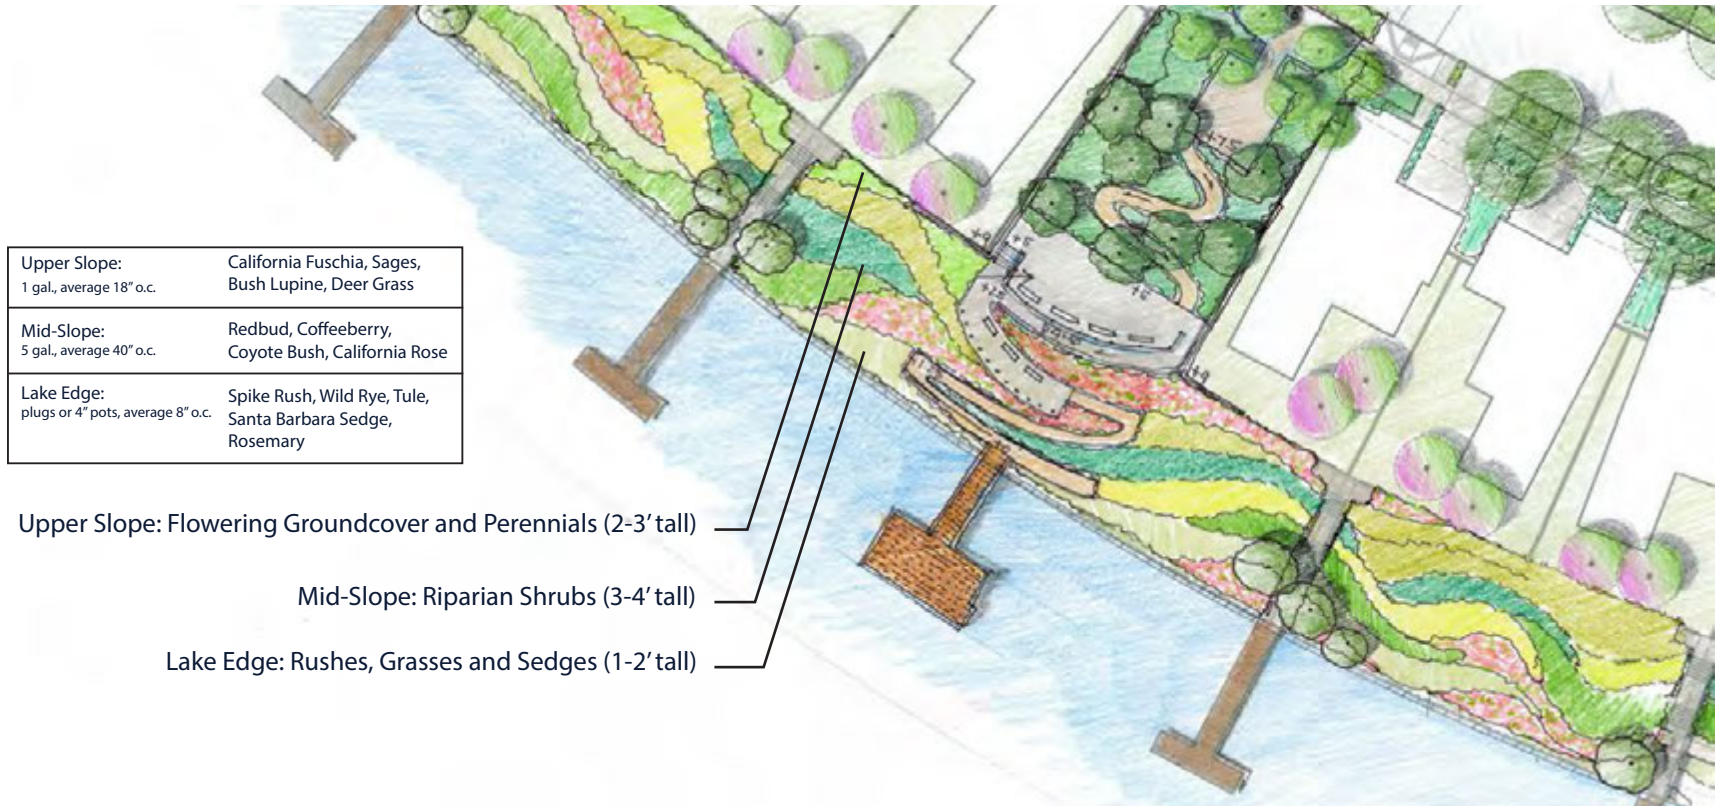 Upper Slope:
1 gal., average 18" o.c.
California Fuschia, Sages,
Bush Lupine, Deer Grass
Mid-Slope:
5 gal., average 40" o.c.
Redbud, Coffeeberry,
Coyote Bush, California Rose
Lake Edge:
plugs or 4" pots, average 8" o.c.
Spike Rush, Wild Rye, Tule,
Santa Barbara Sedge,
Rosemary
Upper Slope: Flowering Groundcover and Perennials (2-3' tall)
Mid-Slope: Riparian Shrubs (3-4' tall)
Lake Edge: Rushes, Grasses and Sedges (1-2' tall)
+7.5
+9